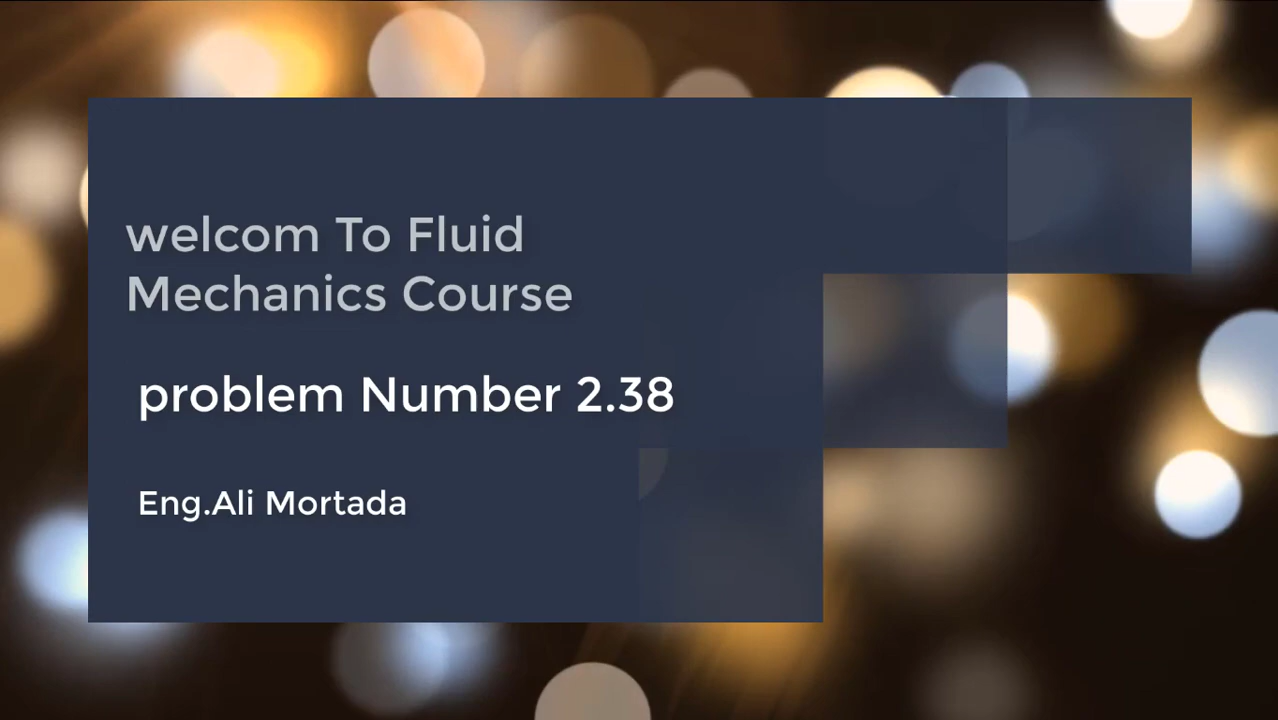 welcom To Fluid
Mechanics Course
problem Number 2.38
Eng.Ali Mortada